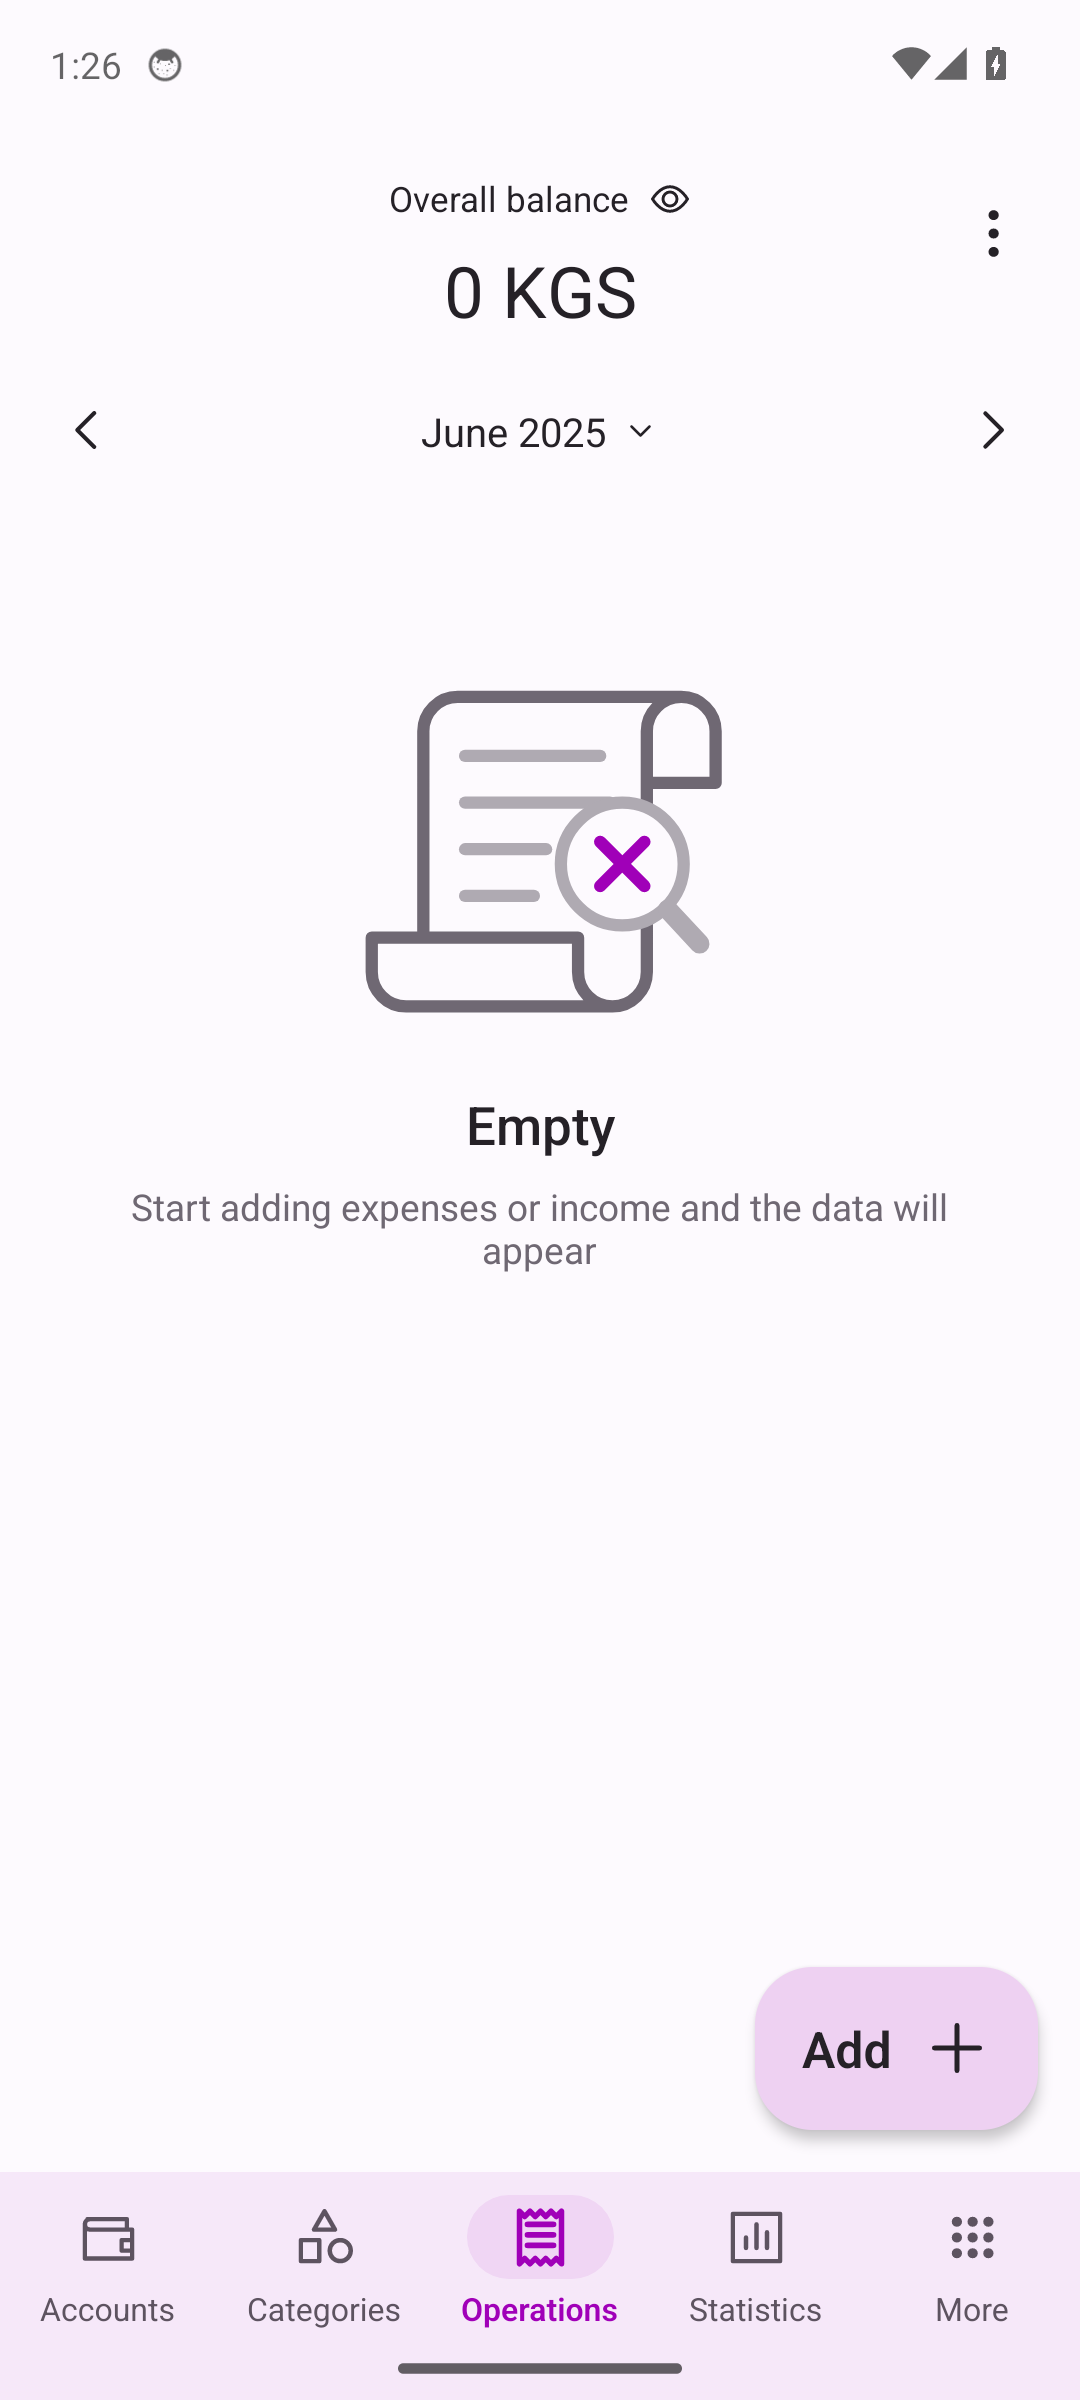 1:26
Overall balance
0 KGS
June 2025
Empty
Start adding expenses or income and the data will
appear
Add
Accounts
Categories
Operations
Statistics
More